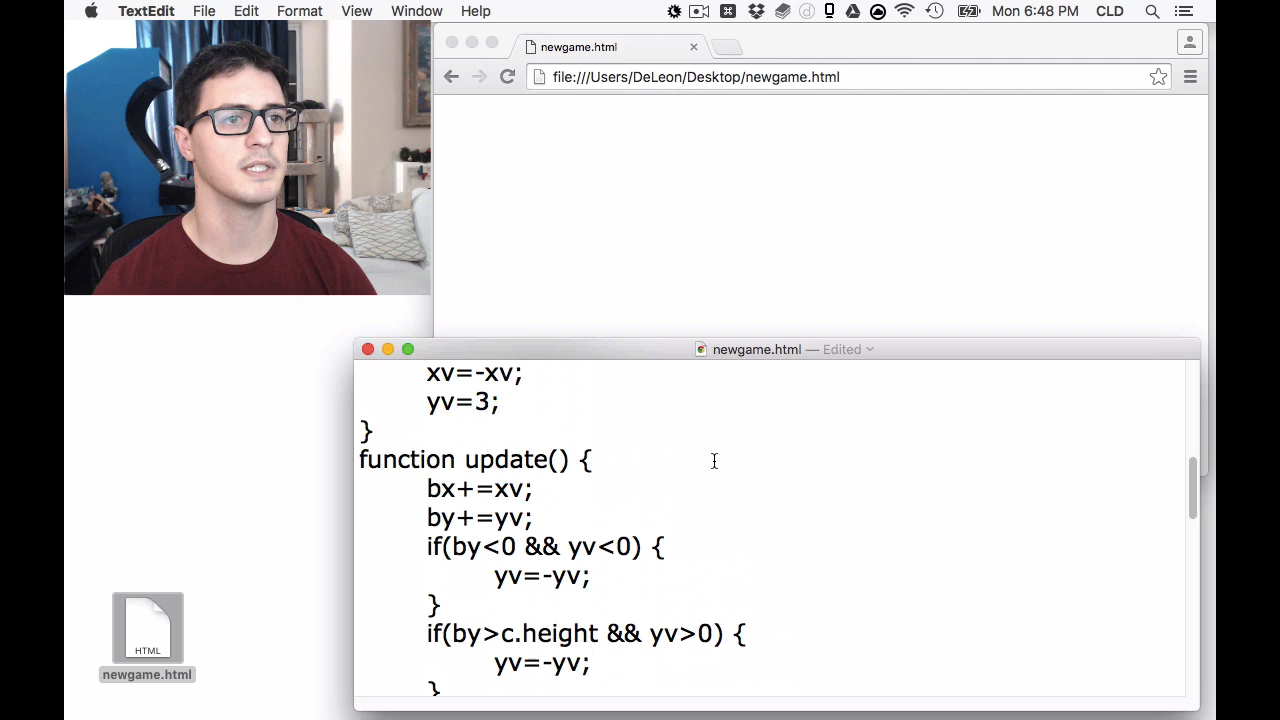 TextEdit File Edit Format View Window Help Mon 6:48 PM CLD
newgame.html
file:///Users/DeLeon/Desktop/newgame.html
newgame.html — Edited
xv=-xv;
yv=3;
}
function update() {
bx+=xv;
by+=yv;
if(by<0 && yv<0) {
yv=-yv;
}
if(by>c.height && yv>0) {
yv=-yv;
}
HTML
newgame.html